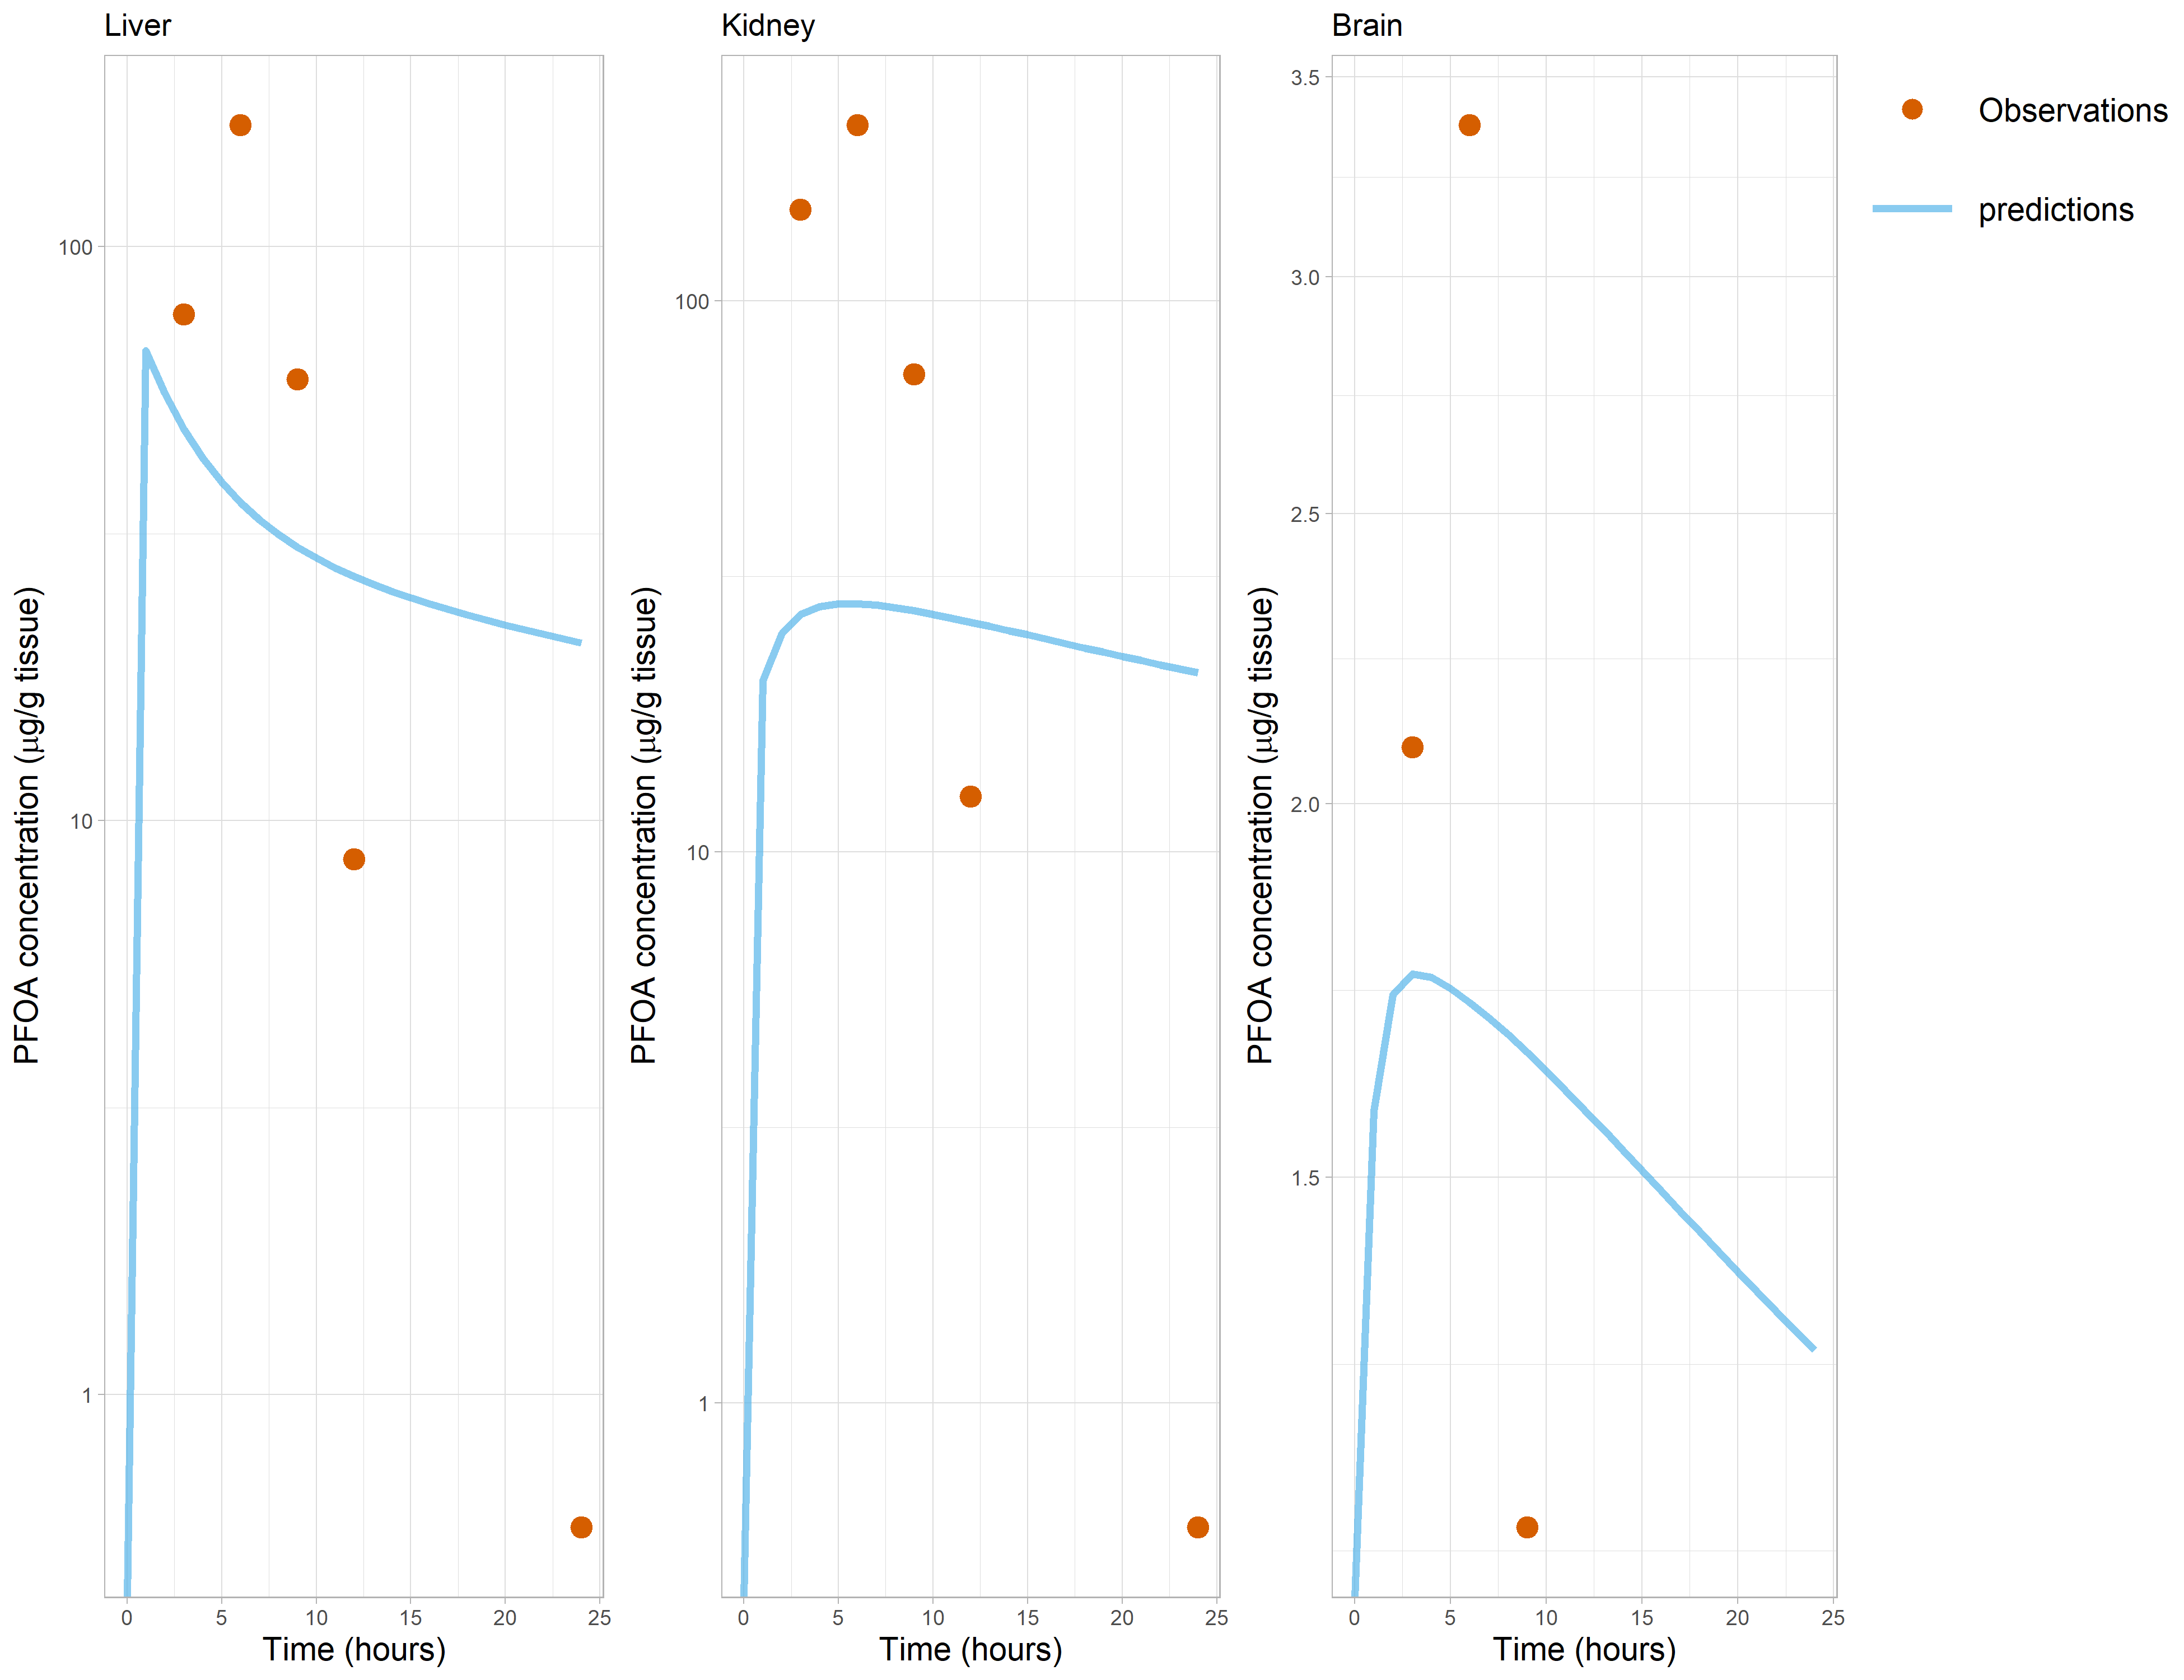 Liver
PFOA concentration (μg/g tissue)
100
10
1
0 5 10 15 20 25
Time (hours)
Kidney
PFOA concentration (μg/g tissue)
100
10
1
0 5 10 15 20 25
Time (hours)
Brain
PFOA concentration (μg/g tissue)
3.5
3.0
2.5
2.0
1.5
0 5 10 15 20 25
Time (hours)
Observations
predictions